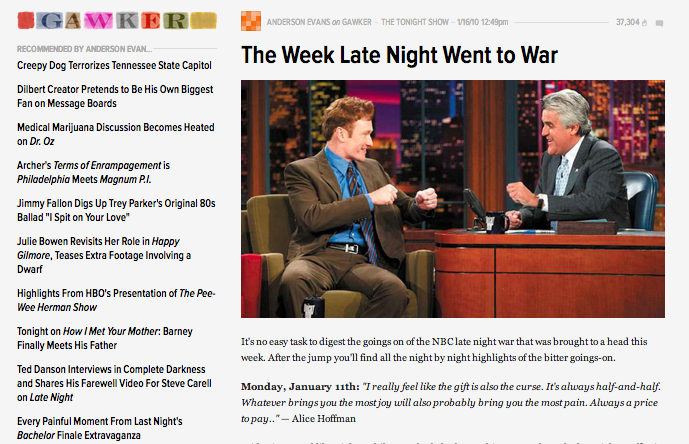 GAWKER
RECOMMENDED BY ANDERSON EVAN...
Creepy Dog Terrorizes Tennessee State Capitol
Dilbert Creator Pretends to Be His Own Biggest
Fan on Message Boards
Medical Marijuana Discussion Becomes Heated
on Dr. Oz
Archer's Terms of Enrampagement is
Philadelphia Meets Magnum P.I.
Jimmy Fallon Digs Up Trey Parker's Original 80s
Ballad "I Spit on Your Love"
Julie Bowen Revisits Her Role in Happy
Gilmore, Teases Extra Footage Involving a
Dwarf
Highlights From HBO's Presentation of The Pee-
Wee Herman Show
Tonight on How I Met Your Mother: Barney
Finally Meets His Father
Ted Danson Interviews in Complete Darkness
and Shares His Farewell Video For Steve Carell
on Late Night
Every Painful Moment From Last Night's
Bachelor Finale Extravaganza
ANDERSON EVANS on GAWKER - THE TONIGHT SHOW - 1/16/10 12:49pm
37,304
The Week Late Night Went to War
It's no easy task to digest the goings on of the NBC late night war that was brought to a head this
week. After the jump you'll find all the night by night highlights of the bitter goings-on.
Monday, January 11th: "I really feel like the gift is also the curse. It's always half-and-half.
Whatever brings you the most joy will also probably bring you the most pain. Always a price
to pay.." — Alice Hoffman